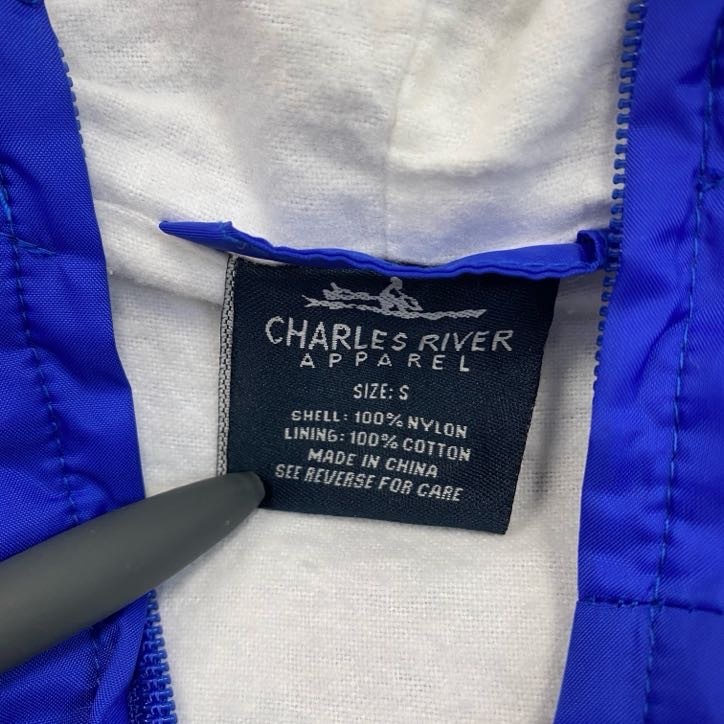 CHARLES RIVER
APPAREL
SIZE: S
SHELL: 100% NYLON
LINING: 100% COTTON
MADE IN CHINA
SEE REVERSE FOR CARE